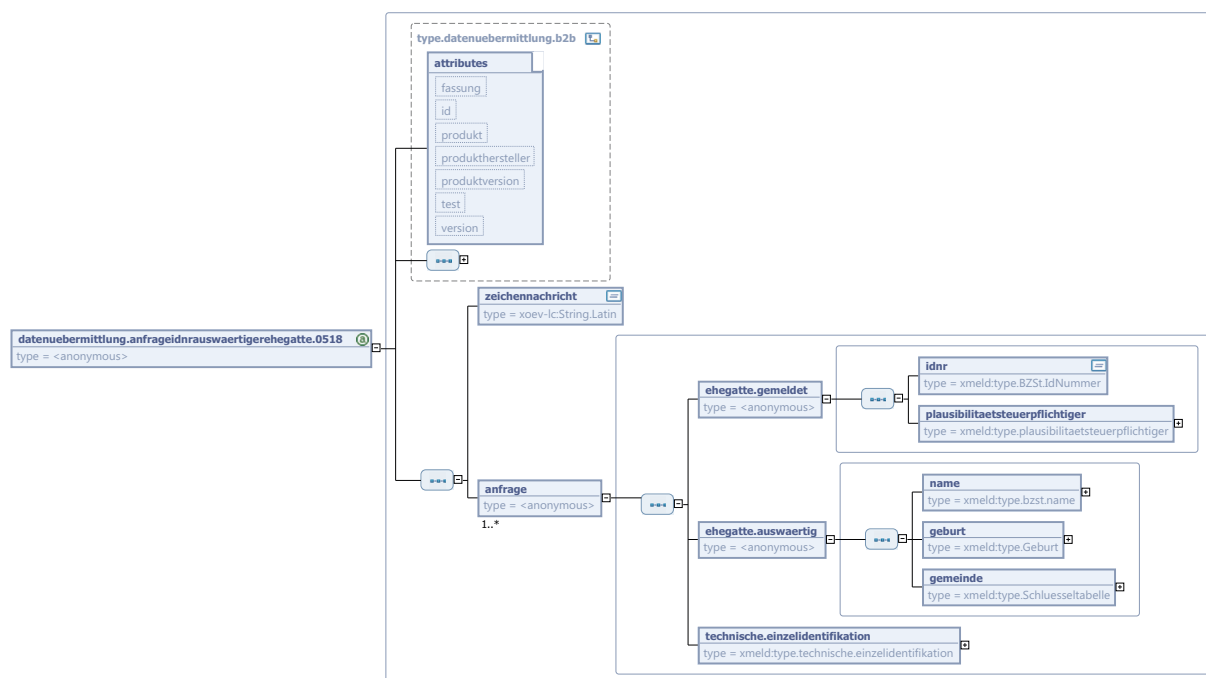 type.datenuebermittlung.b2b
attributes
fassung
id
produkt
produkthersteller
produktversion
test
version
zeichennachricht
type = xoev-lc:String.Latin
datenuebermittlung.anfrageidnrauswaertigerehegatte.0518
a
type = <anonymous>
idnr
type = xmeld:type.BZSt.IdNummer
ehegatte.gemeldet
type = <anonymous>
plausibilitaetsteuerpflichtiger
type = xmeld:type.plausibilitaetsteuerpflichtiger
anfrage
type = <anonymous>
1..*
name
type = xmeld:type.bzst.name
ehegatte.auswaertig
type = <anonymous>
geburt
type = xmeld:type.Geburt
gemeinde
type = xmeld:type.Schluesseltabelle
technische.einzelidentifikation
type = xmeld:type.technische.einzelidentifikation